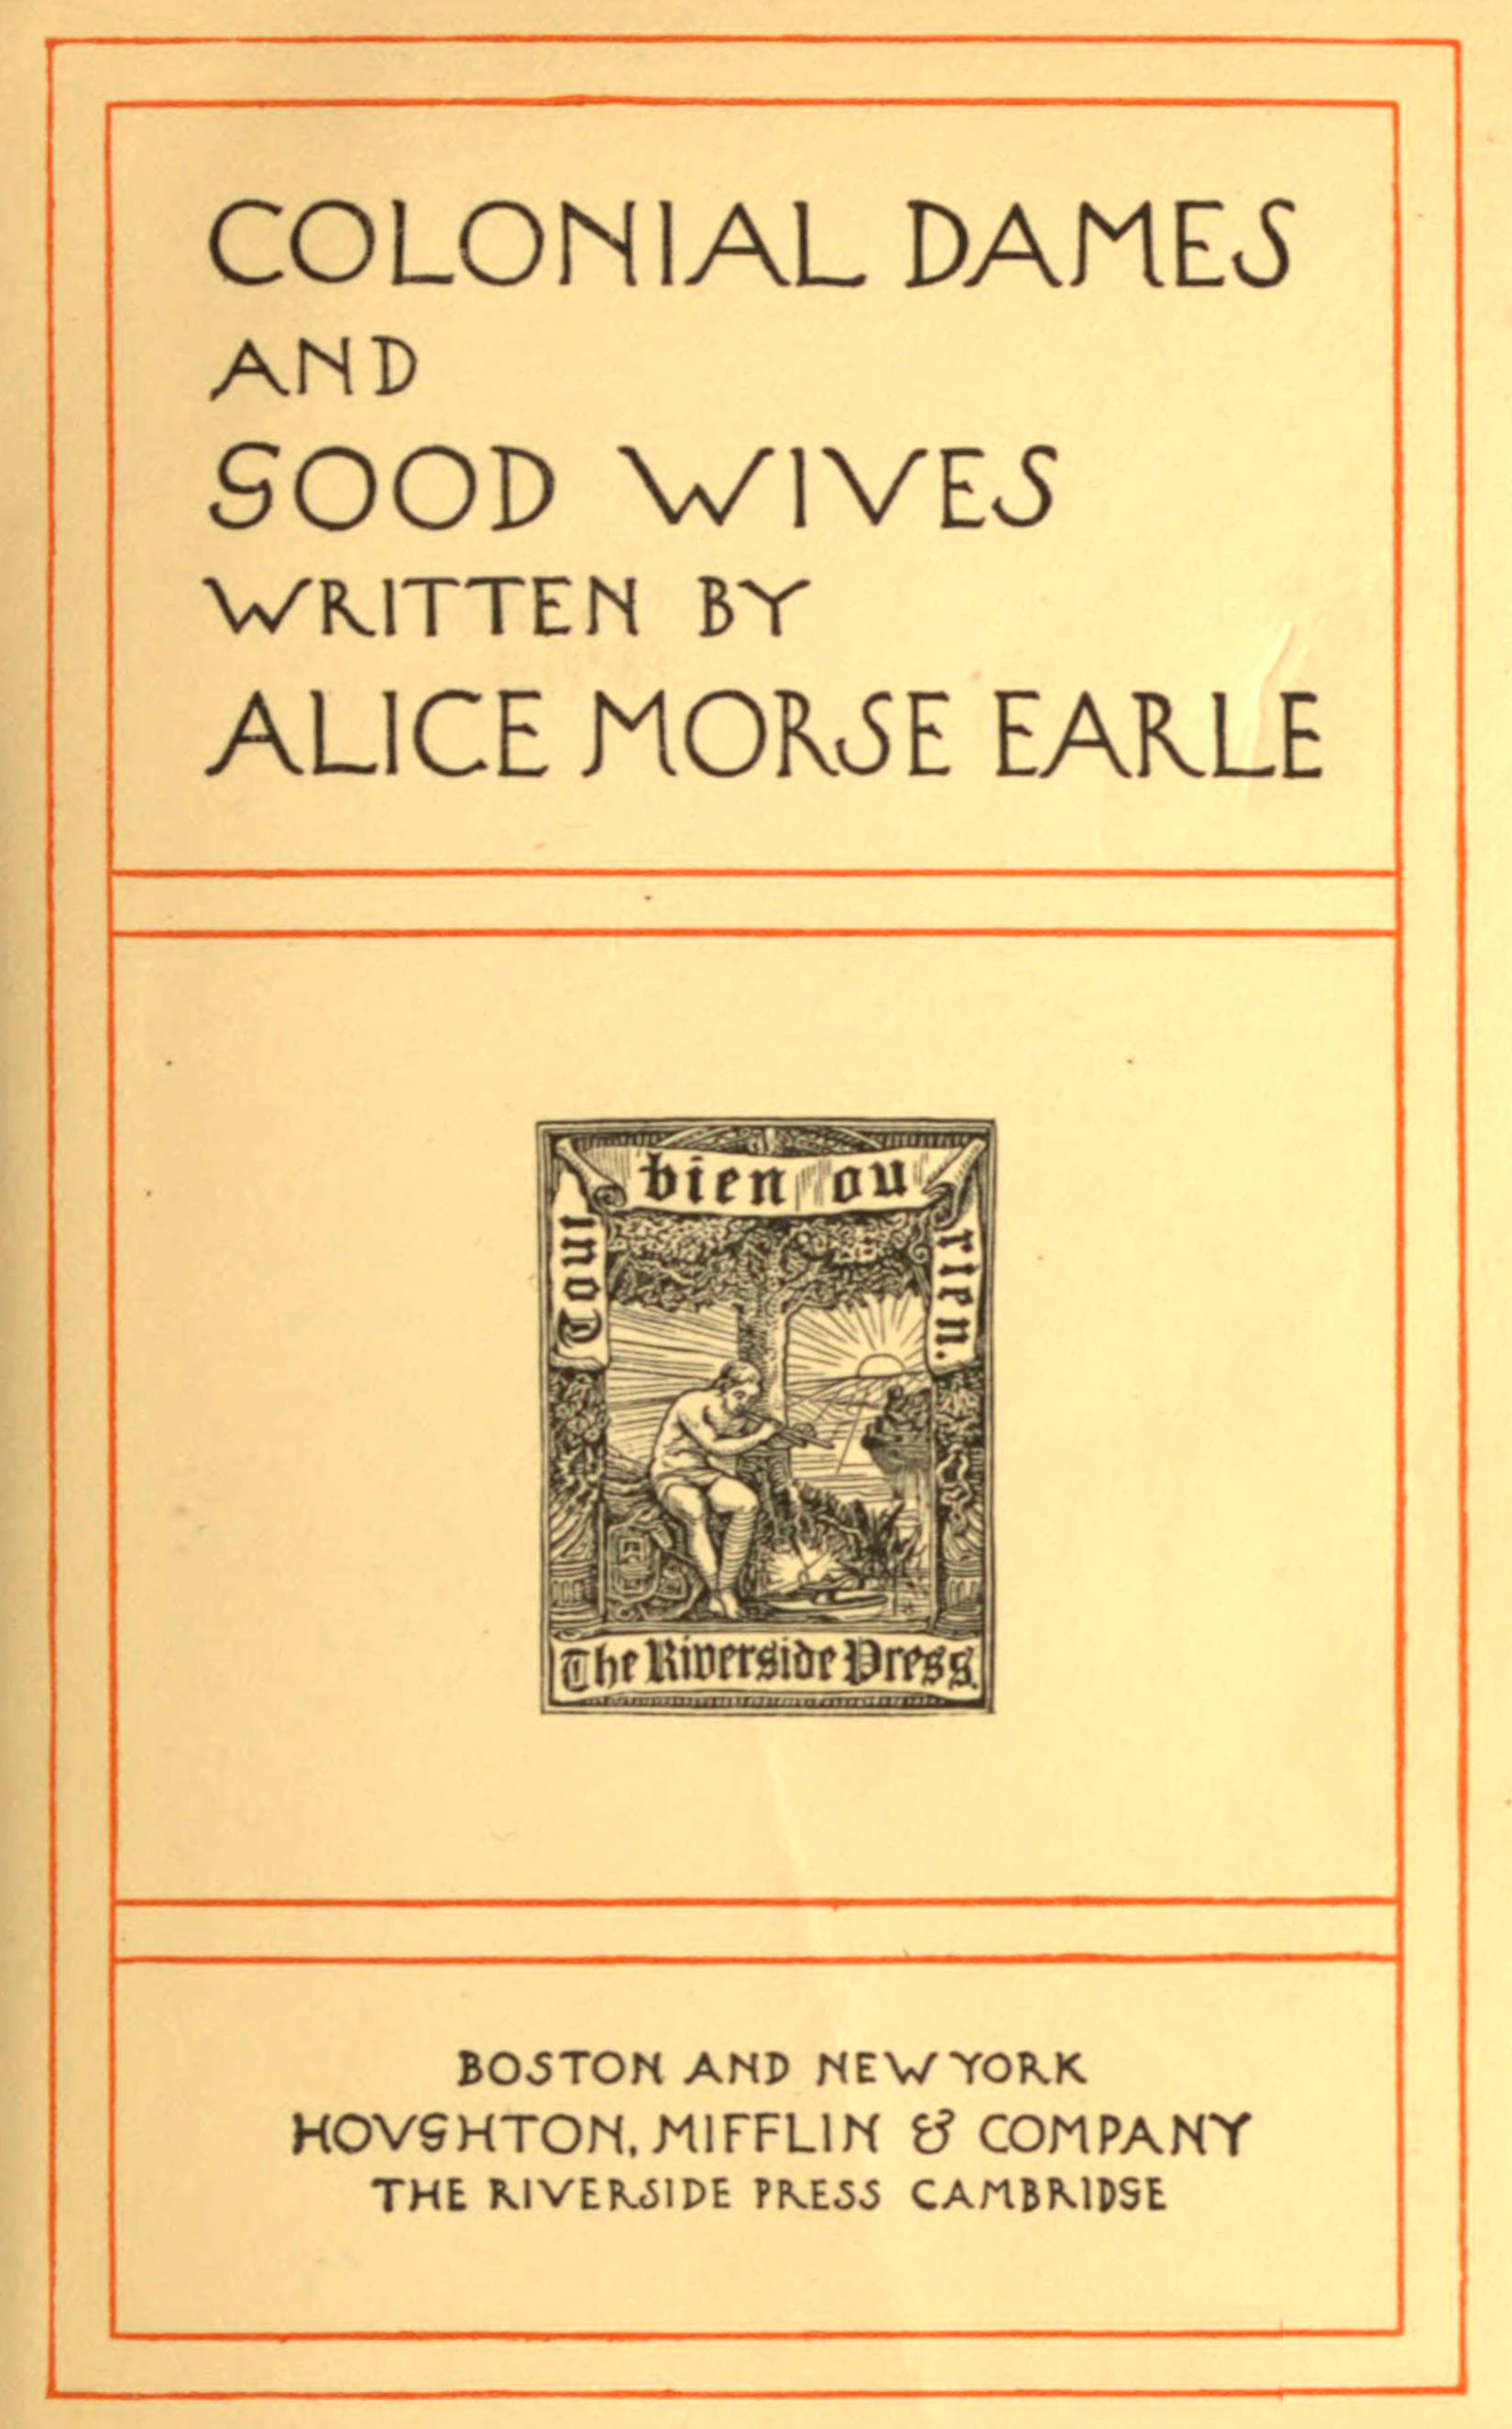 COLONIAL DAMES
AND
GOOD WIVES
WRITTEN BY
ALICE MORSE EARLE
Tout
bien ou
rien.
The Riverside Press.
BOSTON AND NEW YORK
HOVGHTON, MIFFLIN & COMPANY
THE RIVERSIDE PRESS CAMBRIDGE